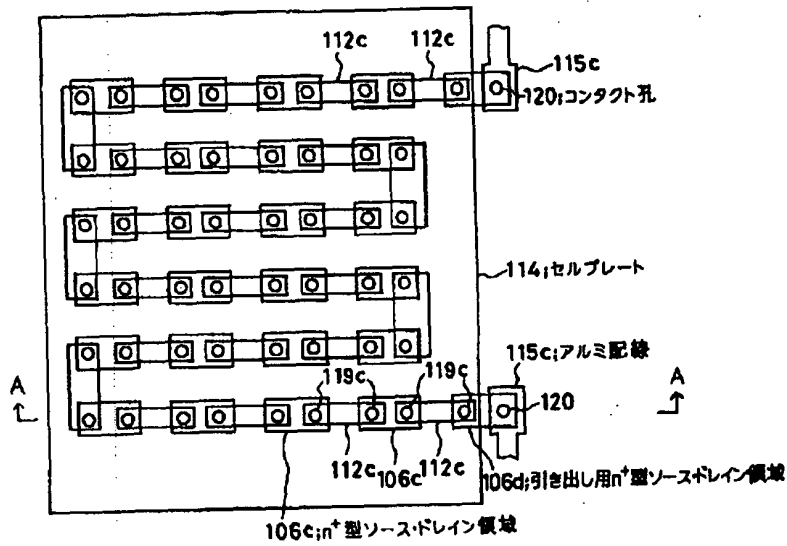 112c 112c
115c
120;コンタクト孔
114;セルプレート
115c;アルミ配線
A A
119c 119c
120
112c 106c 112c
106d;引き出し用n⁺型ソース・ドレイン領域
106c;n⁺型ソース・ドレイン領域